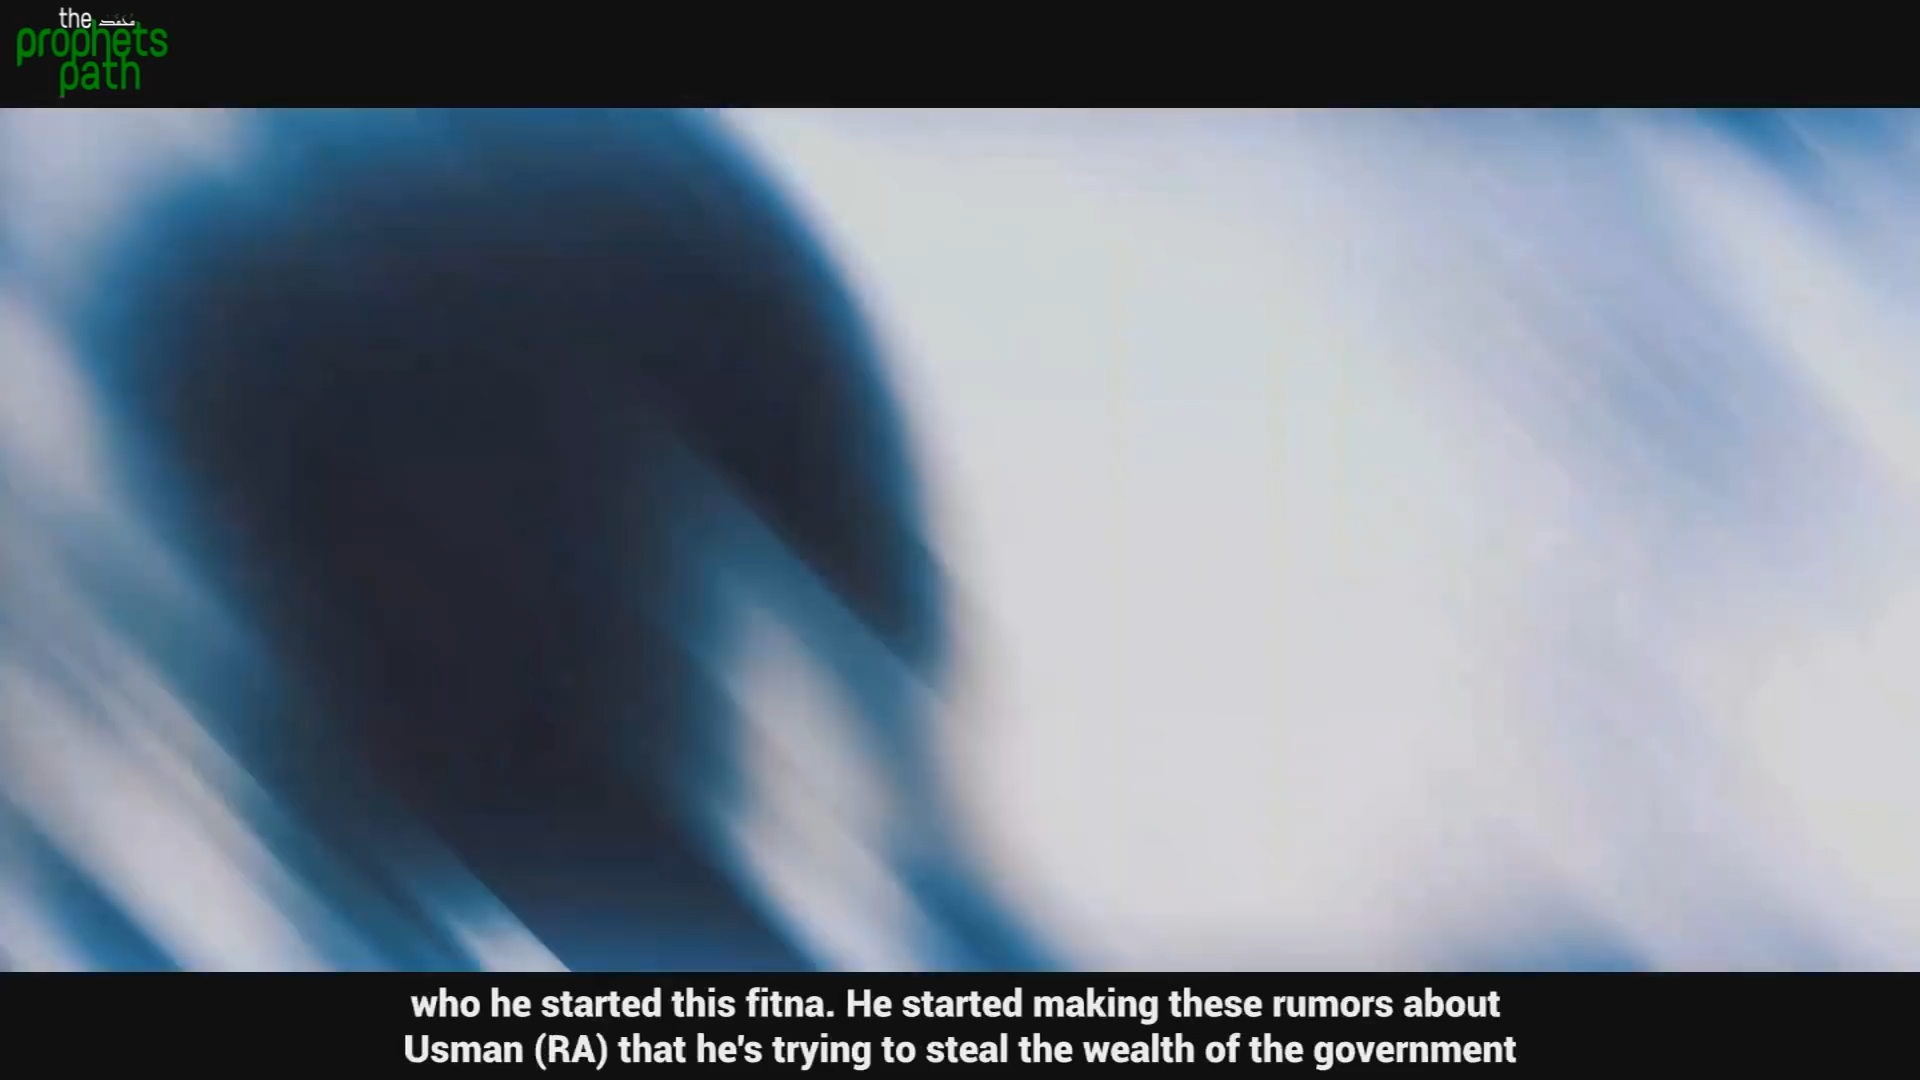 the
prophets
path
who he started this fitna. He started making these rumors about
Usman (RA) that he's trying to steal the wealth of the government